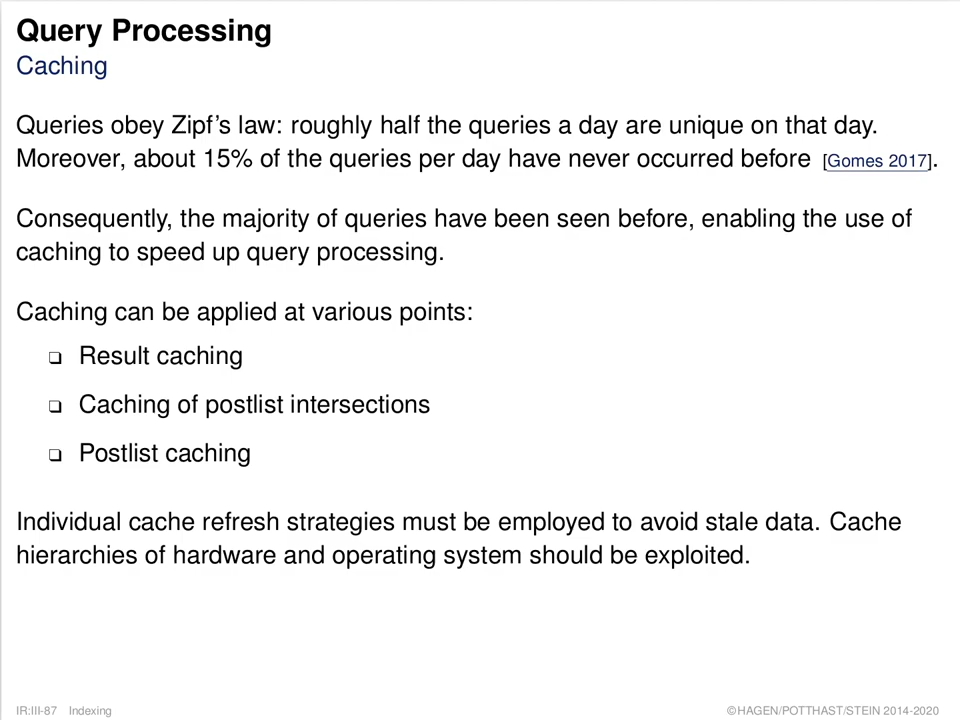 Query Processing
Caching
Queries obey Zipf's law: roughly half the queries a day are unique on that day.
Moreover, about 15% of the queries per day have never occurred before [Gomes 2017].
Consequently, the majority of queries have been seen before, enabling the use of
caching to speed up query processing.
Caching can be applied at various points:
❑ Result caching
❑ Caching of postlist intersections
❑ Postlist caching
Individual cache refresh strategies must be employed to avoid stale data. Cache
hierarchies of hardware and operating system should be exploited.
IR:III-87 Indexing ©HAGEN/POTTHAST/STEIN 2014-2020